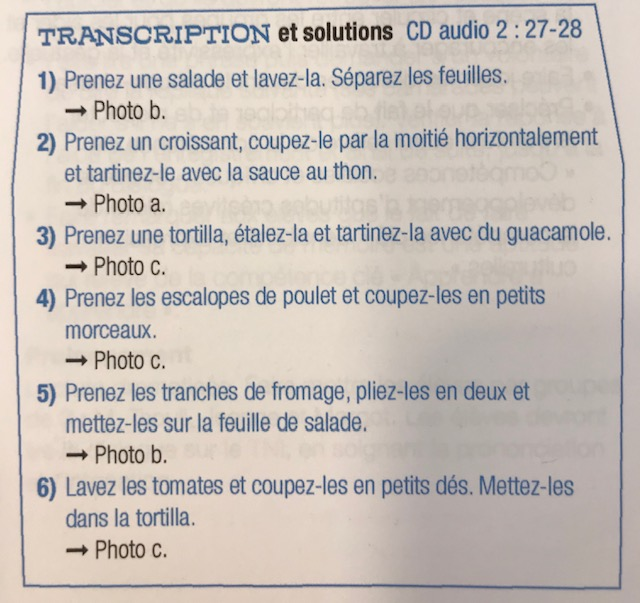 TRANSCRIPTION et solutions CD audio 2 : 27-28
1) Prenez une salade et lavez-la. Séparez les feuilles.
→ Photo b.
2) Prenez un croissant, coupez-le par la moitié horizontalement
et tartinez-le avec la sauce au thon.
→ Photo a.
3) Prenez une tortilla, étalez-la et tartinez-la avec du guacamole.
→ Photo c.
4) Prenez les escalopes de poulet et coupez-les en petits
morceaux.
→ Photo c.
5) Prenez les tranches de fromage, pliez-les en deux et
mettez-les sur la feuille de salade.
→ Photo b.
6) Lavez les tomates et coupez-les en petits dés. Mettez-les
dans la tortilla.
→ Photo c.